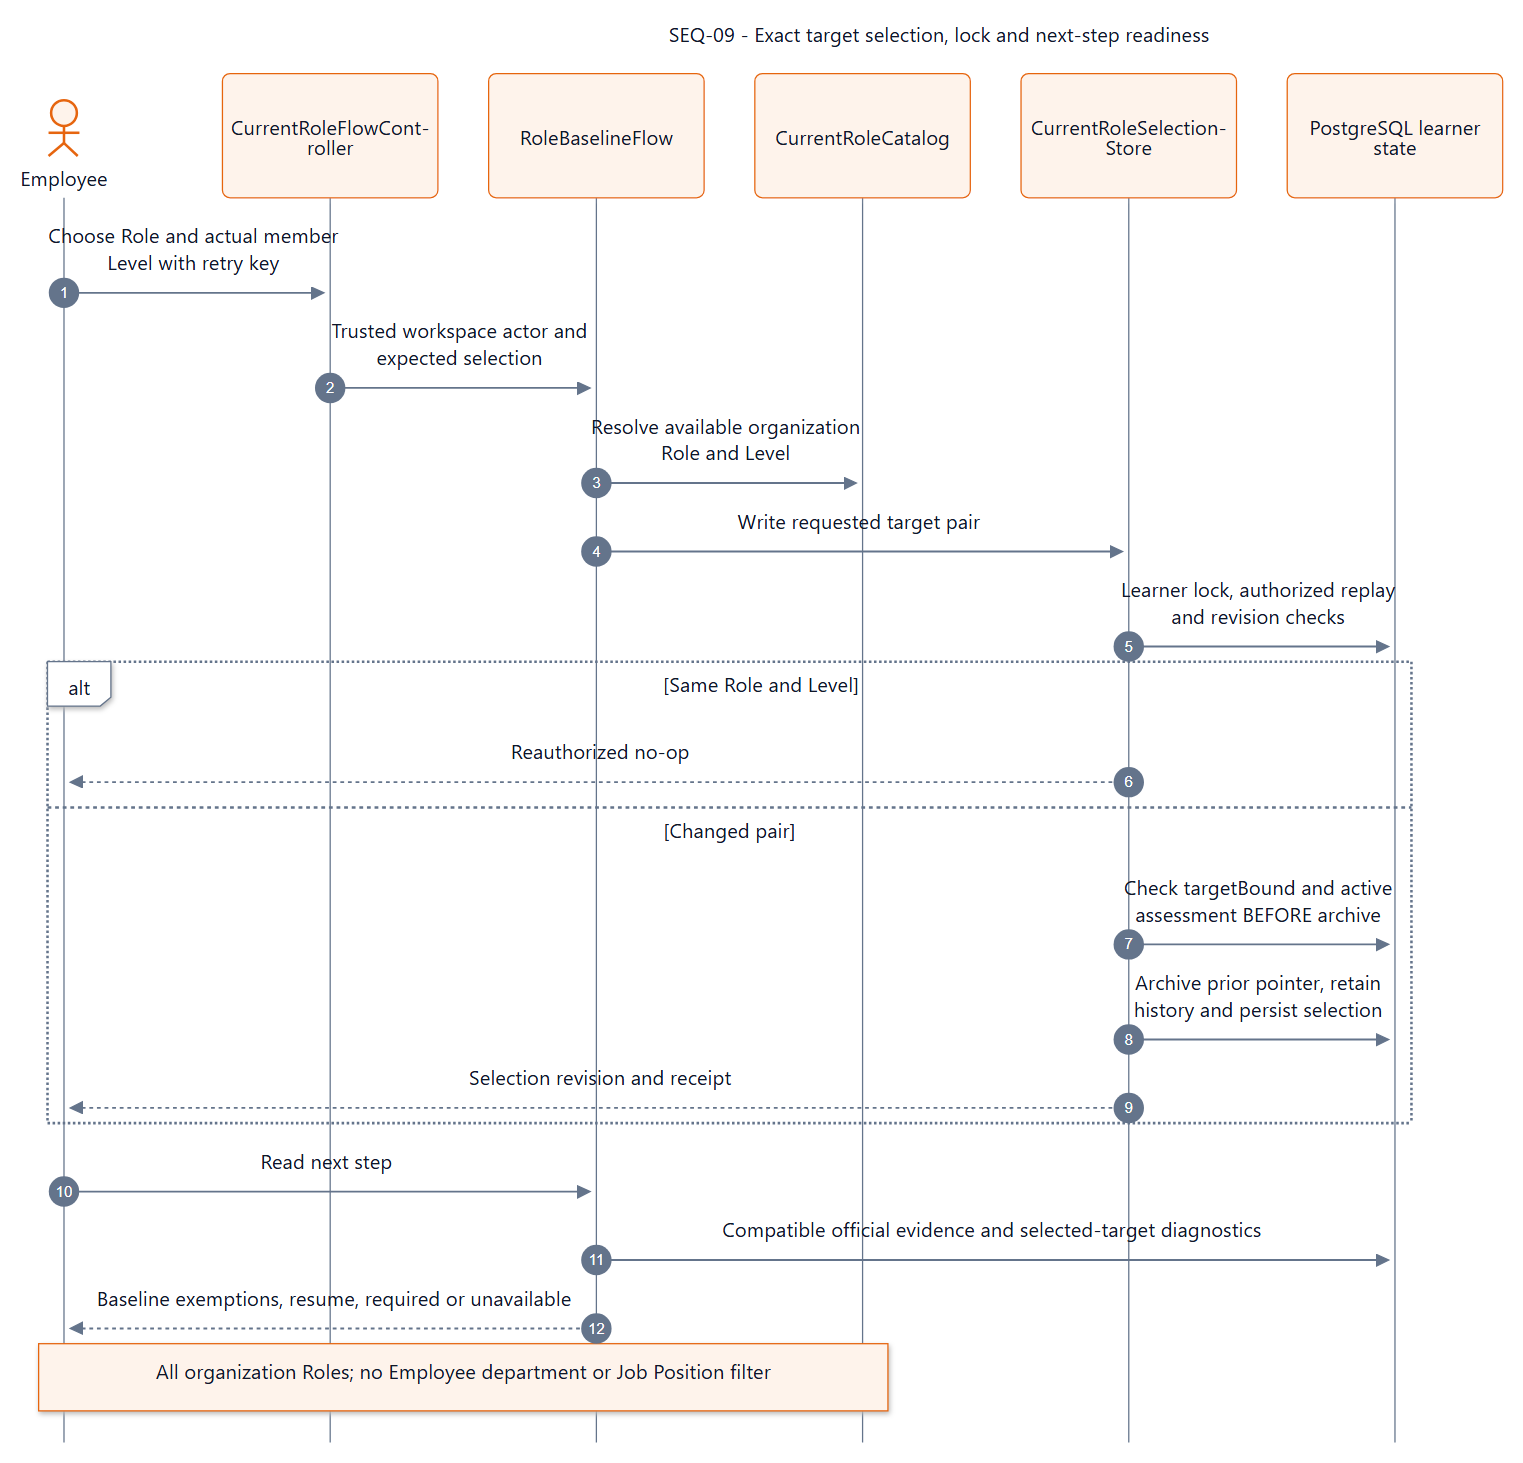 SEQ-09 - Exact target selection, lock and next-step readiness
Employee
CurrentRoleFlowCont-
roller
RoleBaselineFlow
CurrentRoleCatalog
CurrentRoleSelection-
Store
PostgreSQL learner
state
Choose Role and actual member
Level with retry key
1
Trusted workspace actor and
expected selection
2
Resolve available organization
Role and Level
3
Write requested target pair
4
Learner lock, authorized replay
and revision checks
5
alt
[Same Role and Level]
Reauthorized no-op
6
[Changed pair]
Check targetBound and active
assessment BEFORE archive
7
Archive prior pointer, retain
history and persist selection
8
Selection revision and receipt
9
Read next step
10
Compatible official evidence and selected-target diagnostics
11
Baseline exemptions, resume, required or unavailable
12
All organization Roles; no Employee department or Job Position filter